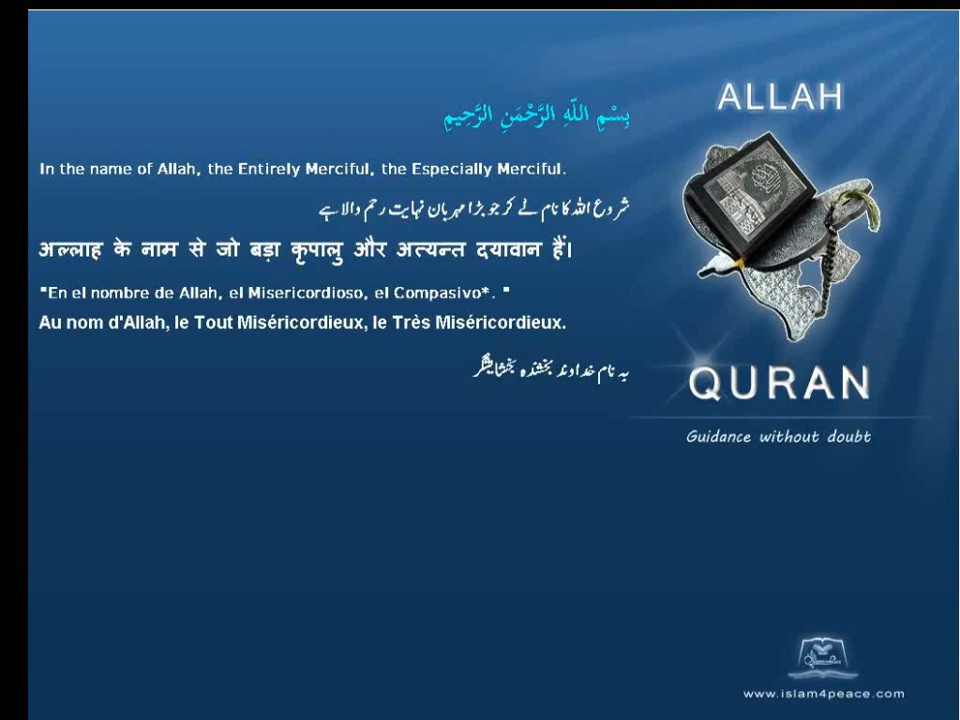 بِسْمِ اللّهِ الرَّحْمَنِ الرَّحِيمِ
In the name of Allah, the Entirely Merciful, the Especially Merciful.
شروع الله کا نام لے کر جو بڑا مہربان نہایت رحم والا ہے
अल्लाह के नाम से जो बड़ा कृपालु और अत्यन्त दयावान हैं।
"En el nombre de Allah, el Misericordioso, el Compasivo*. "
Au nom d'Allah, le Tout Miséricordieux, le Très Miséricordieux.
به نام خداوند بخشنده بخشایشگر
ALLAH
QURAN
Guidance without doubt
www.islam4peace.com